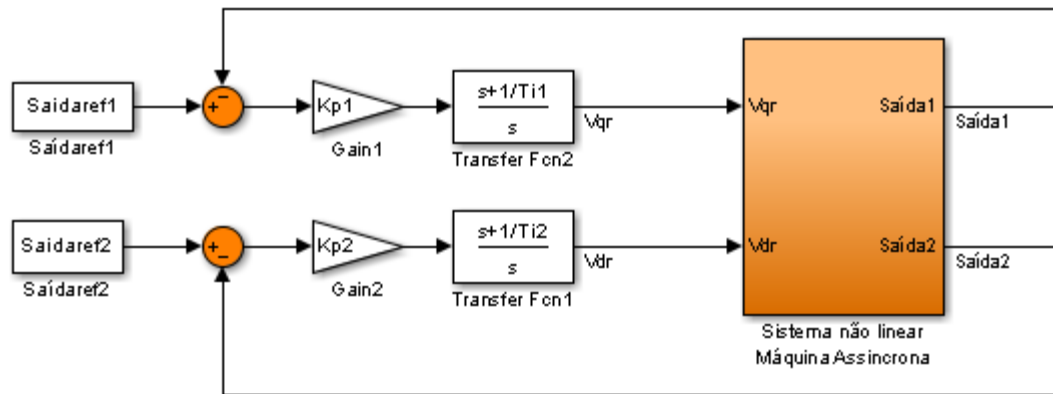 Saidaref1
Saídaref1
+
−
Kp1
Gain1
s+1/Ti1
s
Transfer Fcn2
Vqr
Vqr
Saída1
Saída1
Saidaref2
Saídaref2
+
−
Kp2
Gain2
s+1/Ti2
s
Transfer Fcn1
Vdr
Vdr
Saída2
Saída2
Sistema não linear
Máquina Assincrona